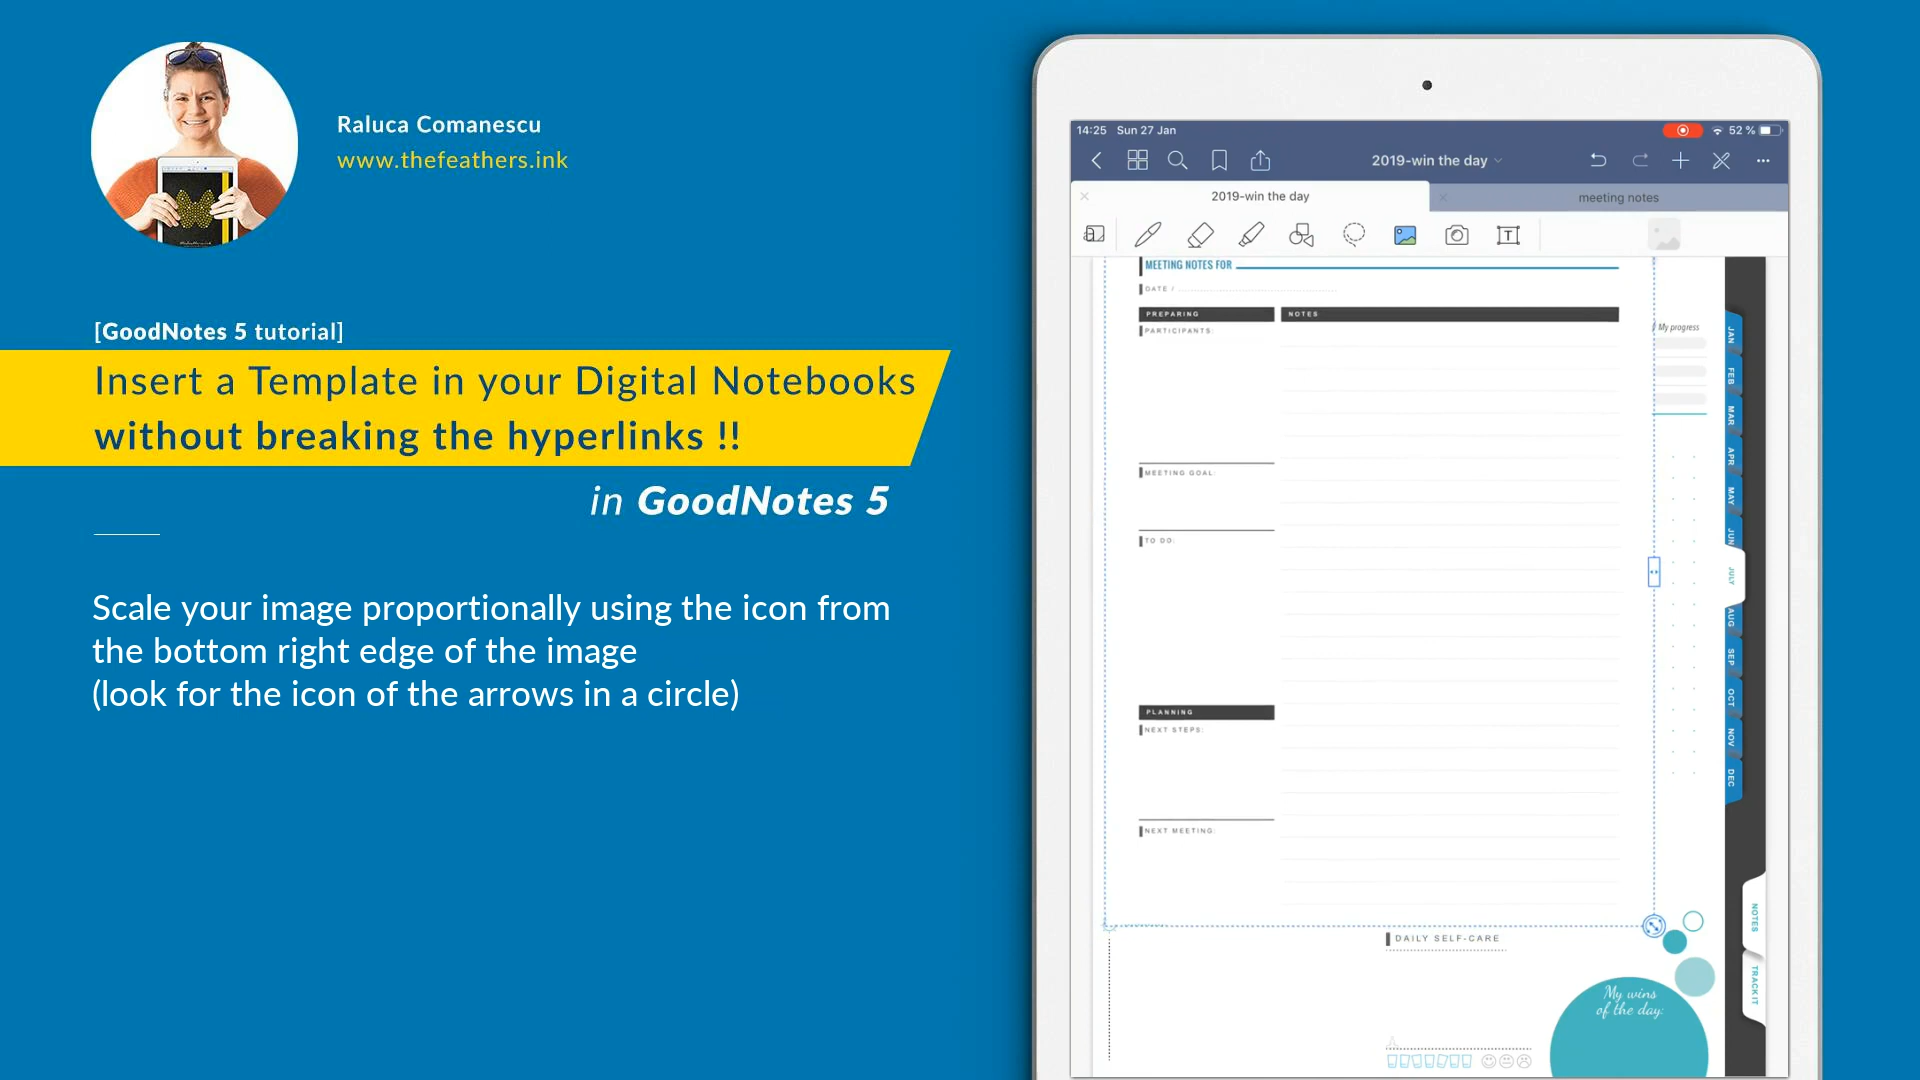 Raluca Comanescu
www.thefeathers.ink
[GoodNotes 5 tutorial]
Insert a Template in your Digital Notebooks
without breaking the hyperlinks !!
in GoodNotes 5
Scale your image proportionally using the icon from
the bottom right edge of the image
(look for the icon of the arrows in a circle)
14:25 Sun 27 Jan
52 %
2019-win the day
2019-win the day
meeting notes
MEETING NOTES FOR
DATE /
PREPARING
NOTES
PARTICIPANTS:
MEETING GOAL:
TO DO:
PLANNING
NEXT STEPS:
NEXT MEETING:
My progress
JAN
FEB
MAR
APR
MAY
JUN
JULY
AUG
SEP
OCT
NOV
DEC
NOTES
TRACK IT
DAILY SELF-CARE
My wins
of the day: